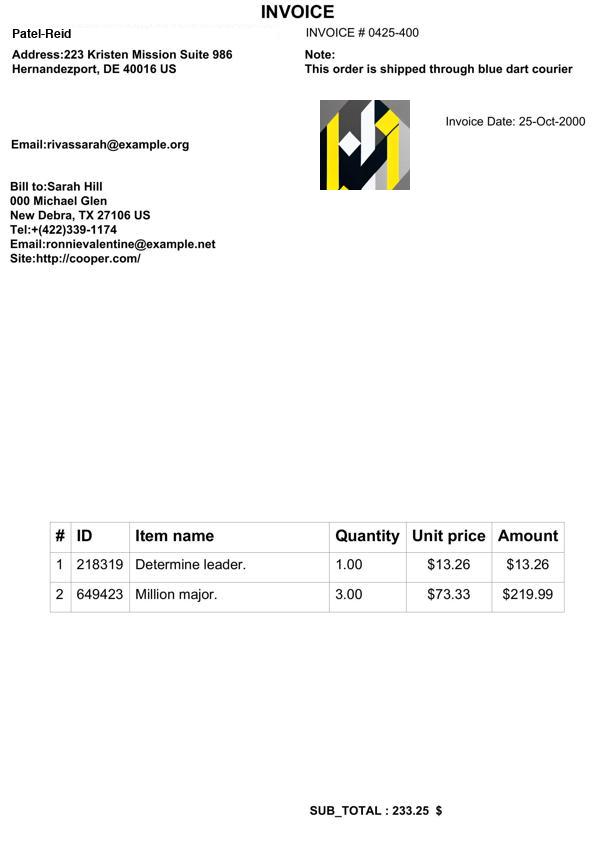 INVOICE
Patel-Reid
INVOICE # 0425-400
Address:223 Kristen Mission Suite 986
Hernandezport, DE 40016 US
Note:
This order is shipped through blue dart courier
Invoice Date: 25-Oct-2000
Email:rivassarah@example.org
Bill to:Sarah Hill
000 Michael Glen
New Debra, TX 27106 US
Tel:+(422)339-1174
Email:ronnievalentine@example.net
Site:http://cooper.com/
# ID Item name Quantity Unit price Amount
1 218319 Determine leader. 1.00 $13.26 $13.26
2 649423 Million major. 3.00 $73.33 $219.99
SUB_TOTAL : 233.25 $